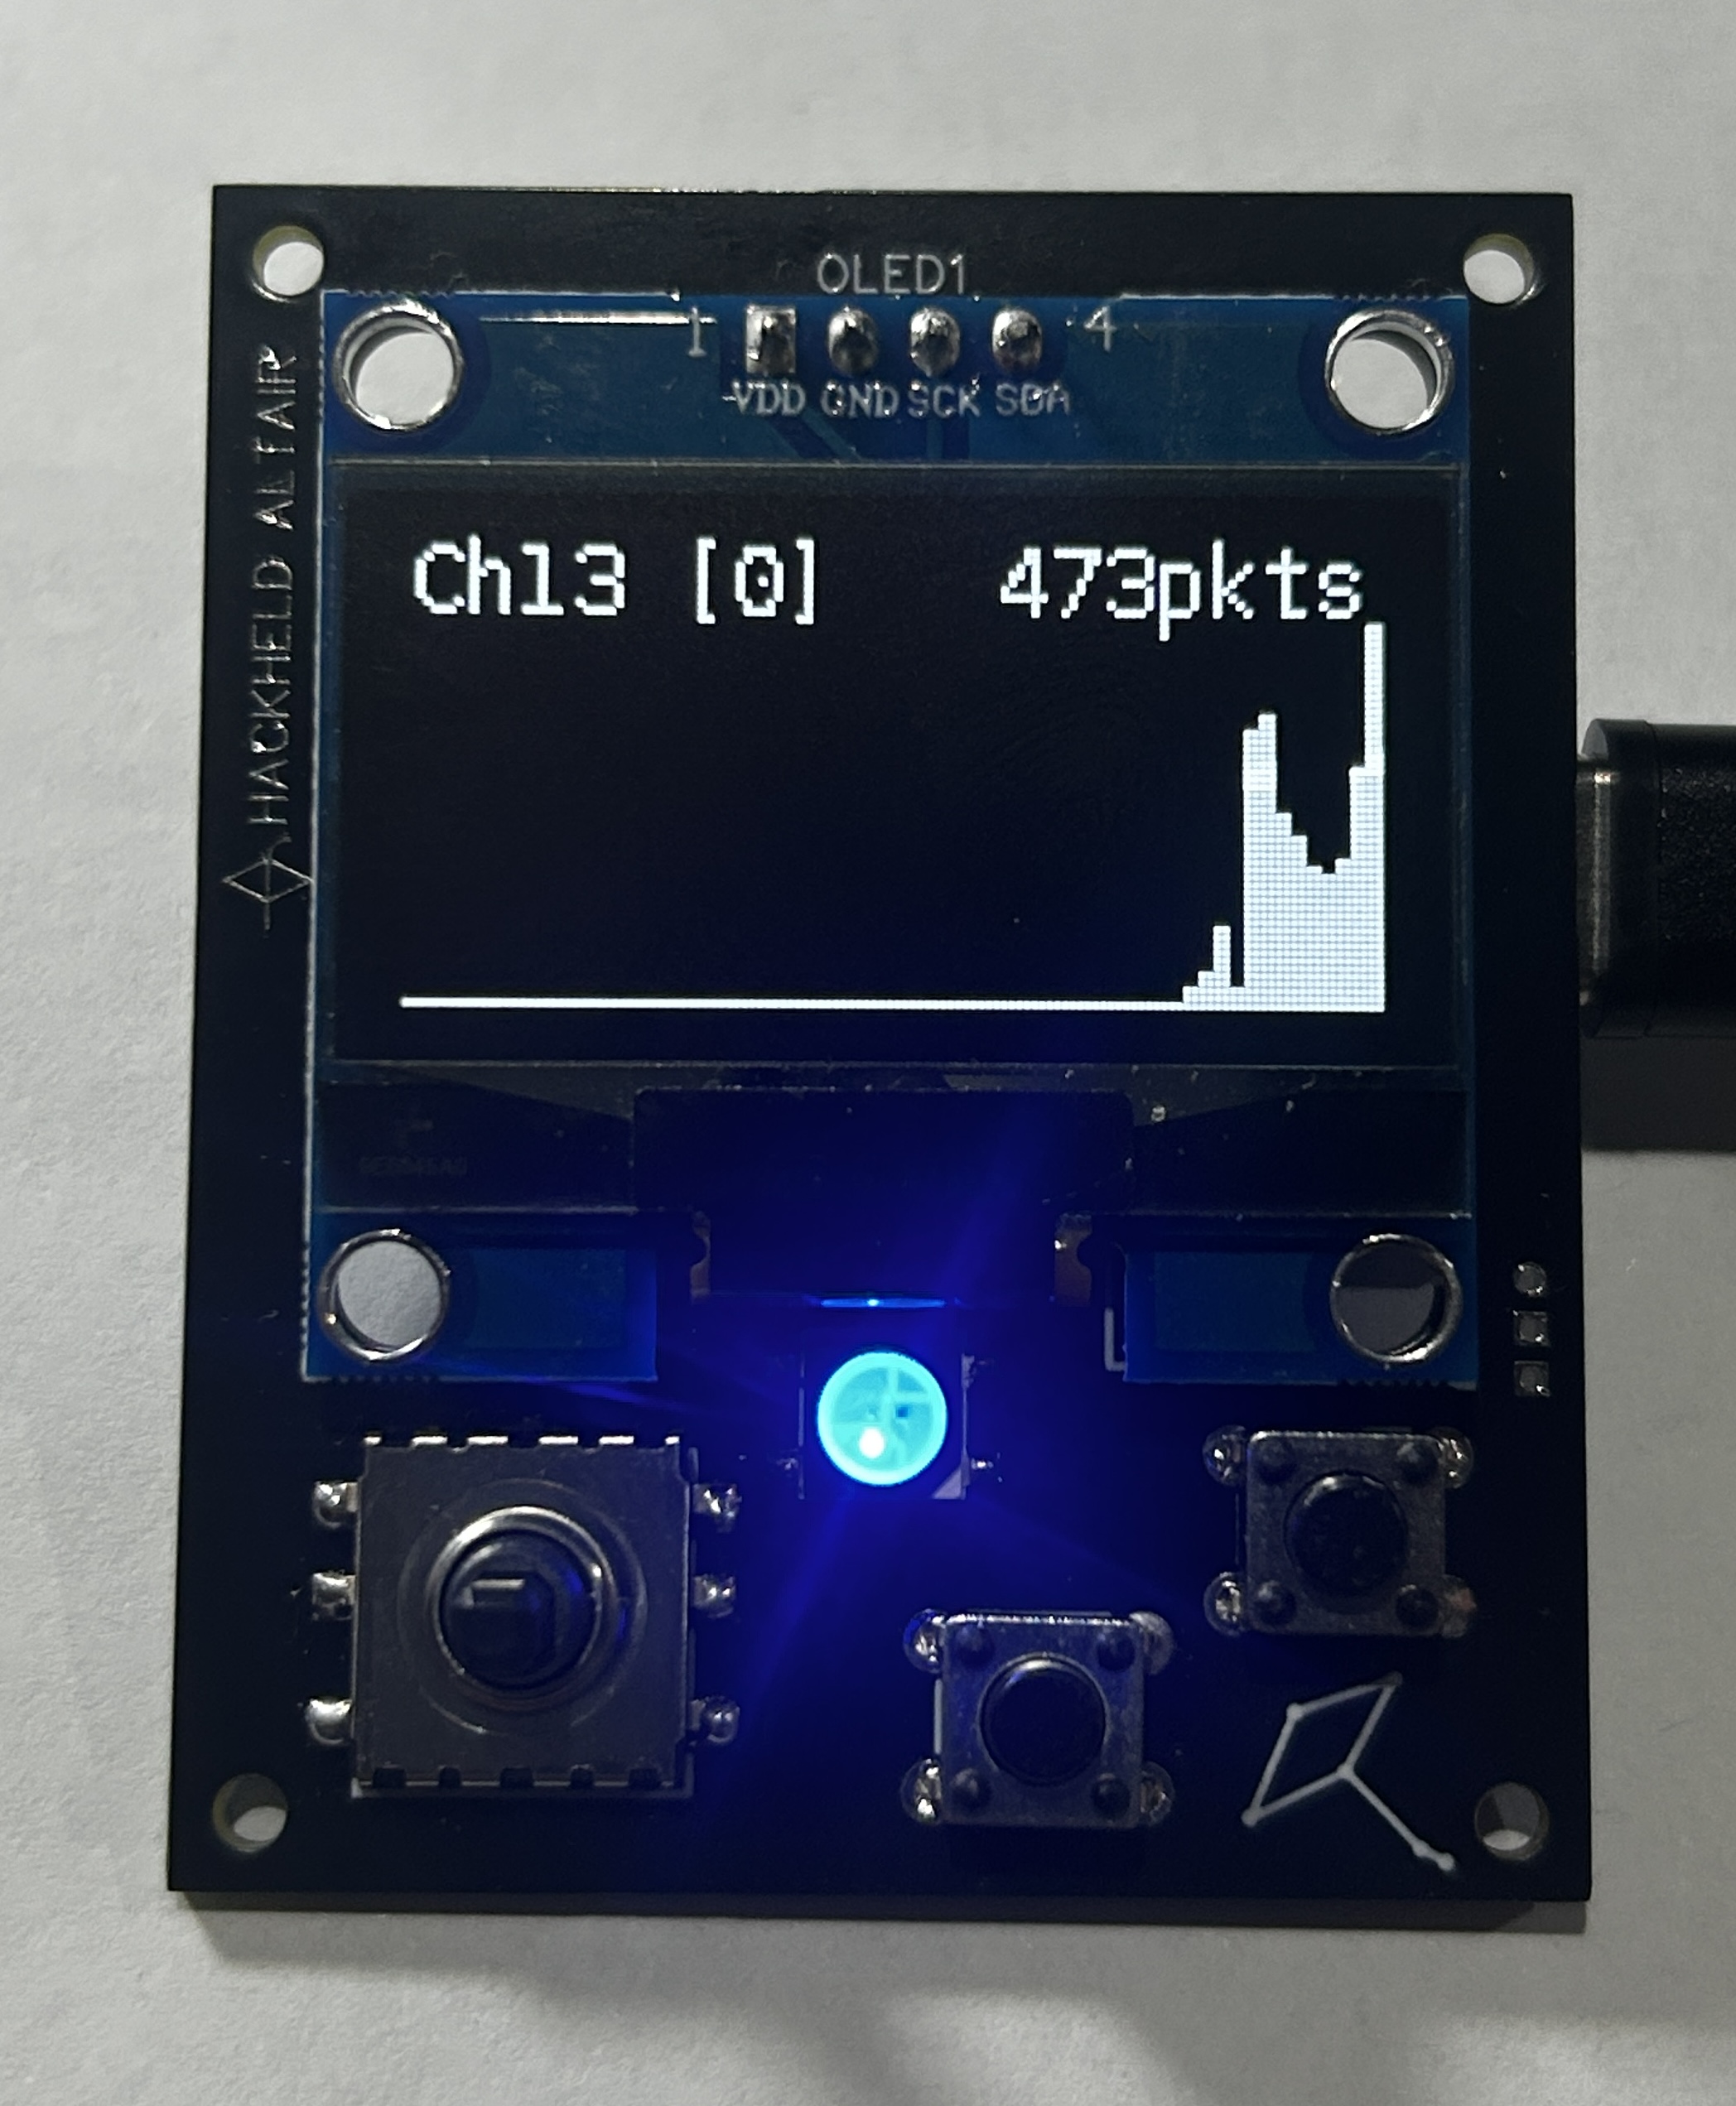 OLED1
1 4
VDD GND SCK SDA
HACKHELD ALTAIR
Ch13 [0] 473pkts